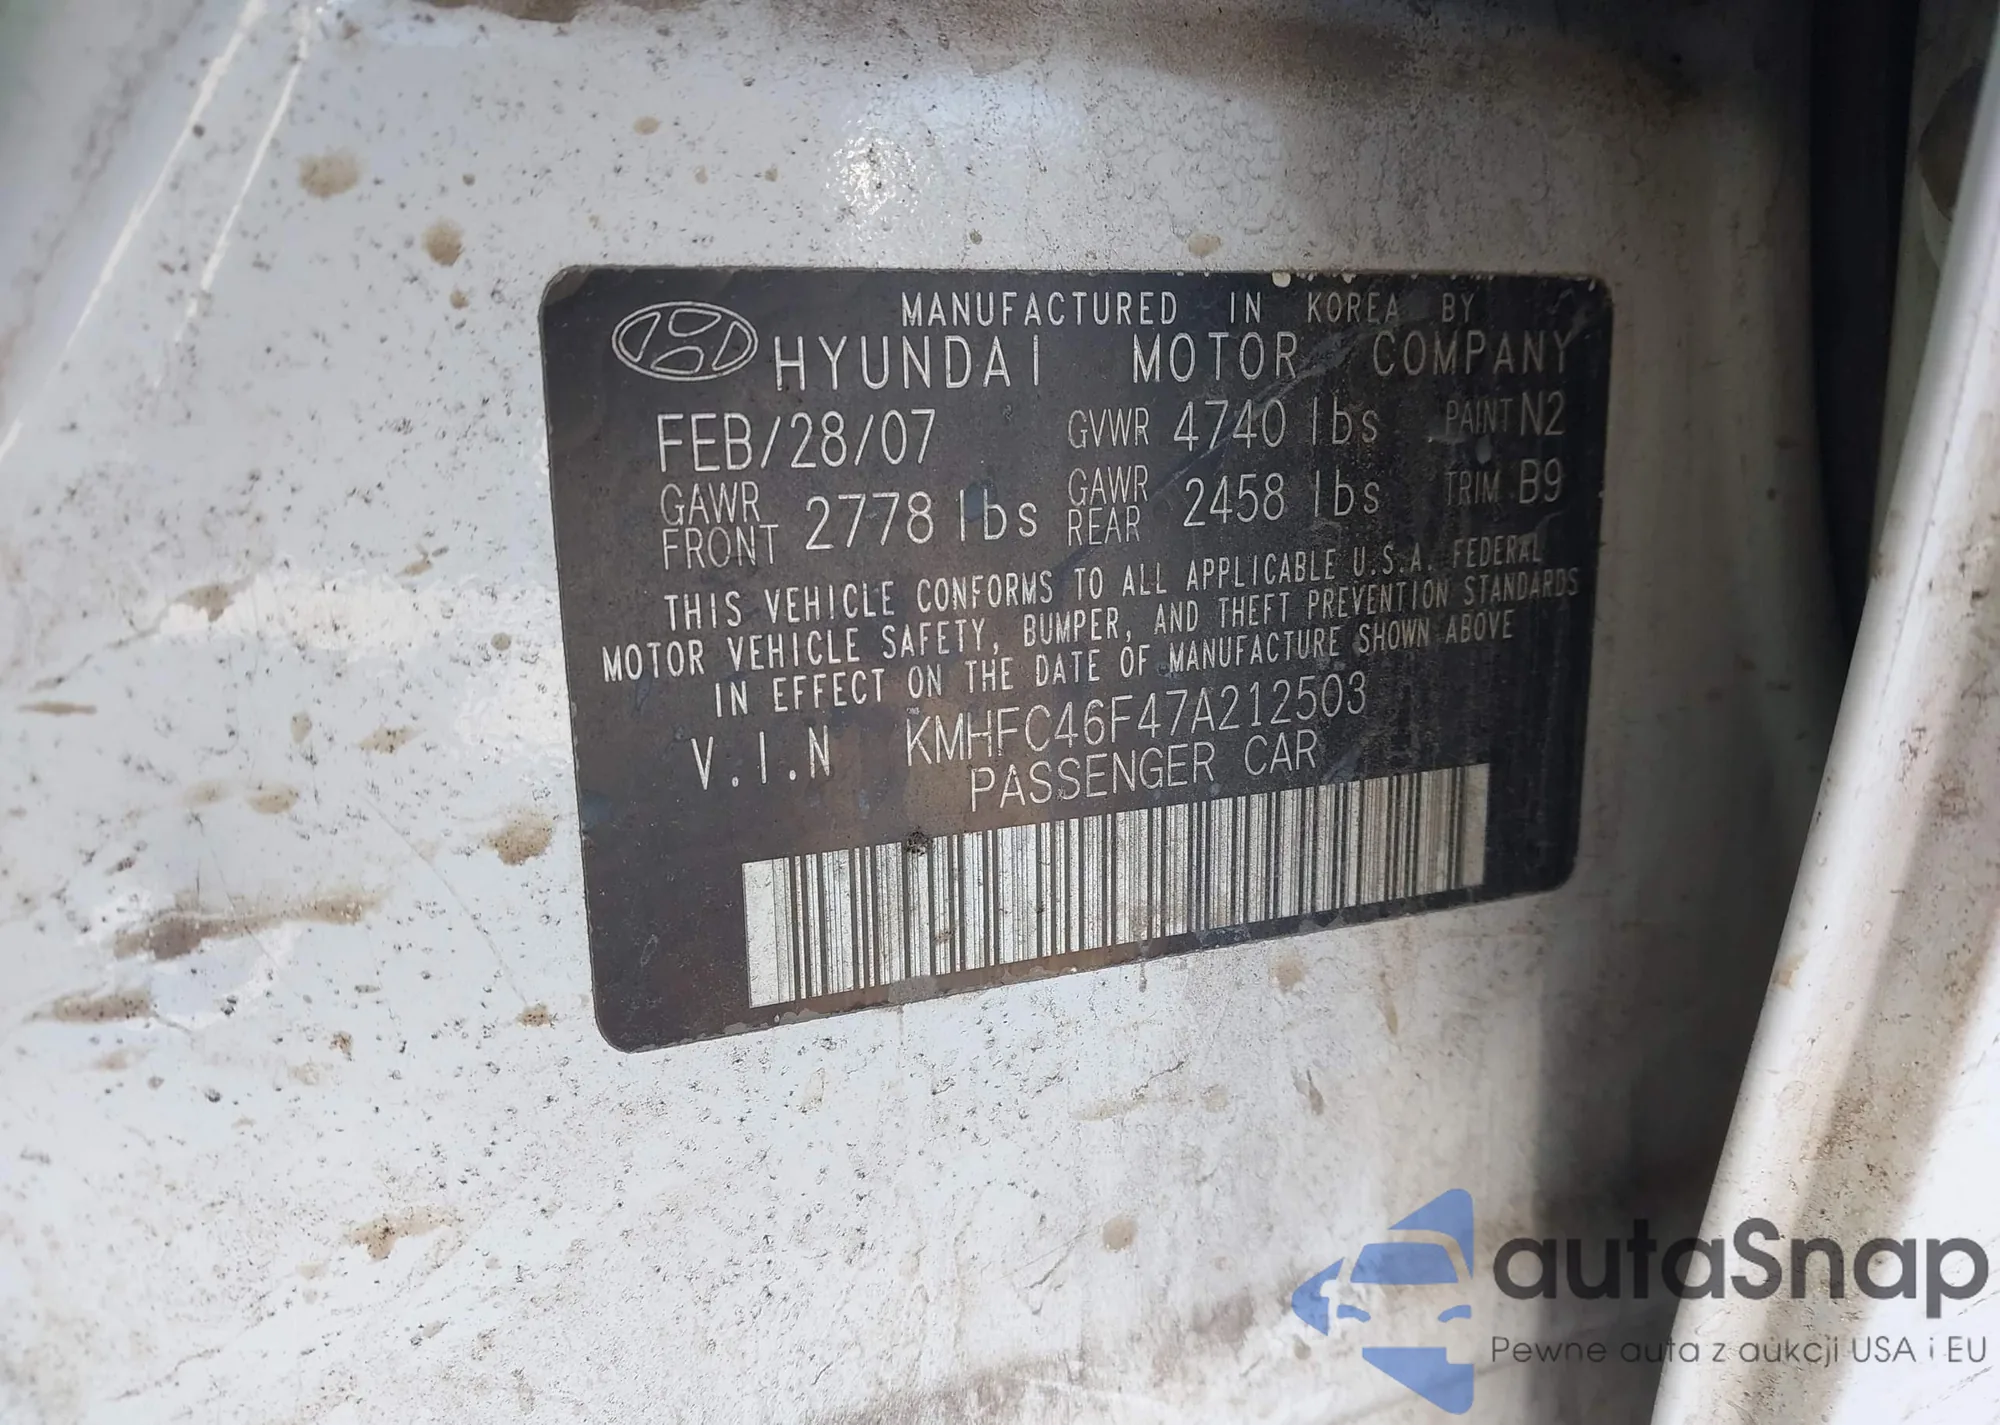 MANUFACTURED IN KOREA BY
HYUNDAI MOTOR COMPANY
FEB/28/07 GVWR 4740 lbs PAINT N2
GAWR FRONT 2778 lbs GAWR REAR 2458 lbs TRIM B9
THIS VEHICLE CONFORMS TO ALL APPLICABLE U.S.A. FEDERAL
MOTOR VEHICLE SAFETY, BUMPER, AND THEFT PREVENTION STANDARDS
IN EFFECT ON THE DATE OF MANUFACTURE SHOWN ABOVE
V.I.N KMHFC46F47A212503
PASSENGER CAR
autaSnap
Pewne auta z aukcji USA i EU